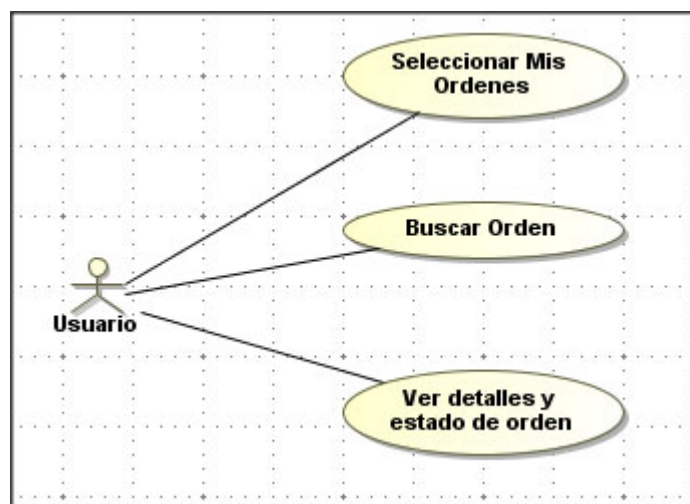 Seleccionar Mis
Ordenes
Buscar Orden
Usuario
Ver detalles y
estado de orden